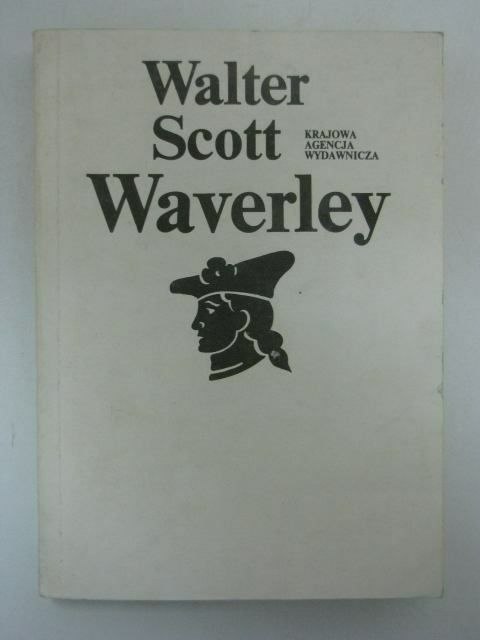 Walter
Scott
KRAJOWA
AGENCJA
WYDAWNICZA
Waverley